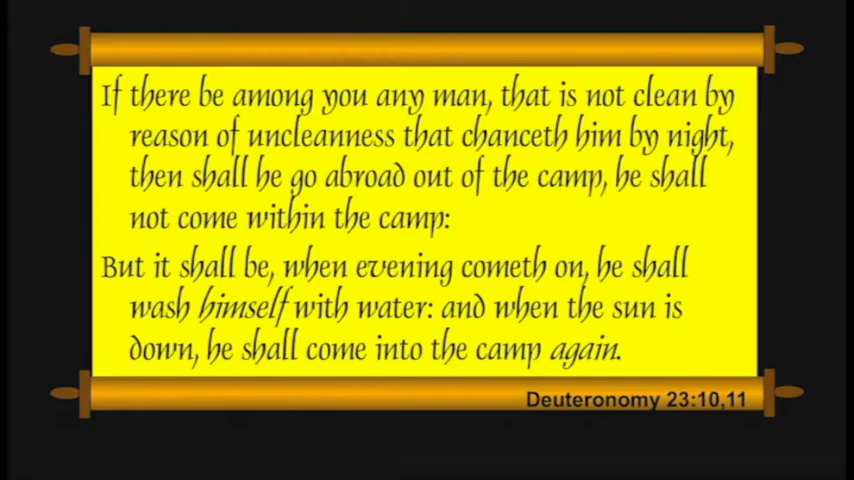 If there be among you any man, that is not clean by
reason of uncleanness that chanceth him by night,
then shall he go abroad out of the camp, he shall
not come within the camp:
But it shall be, when evening cometh on, he shall
wash himself with water: and when the sun is
down, he shall come into the camp again.
Deuteronomy 23:10,11